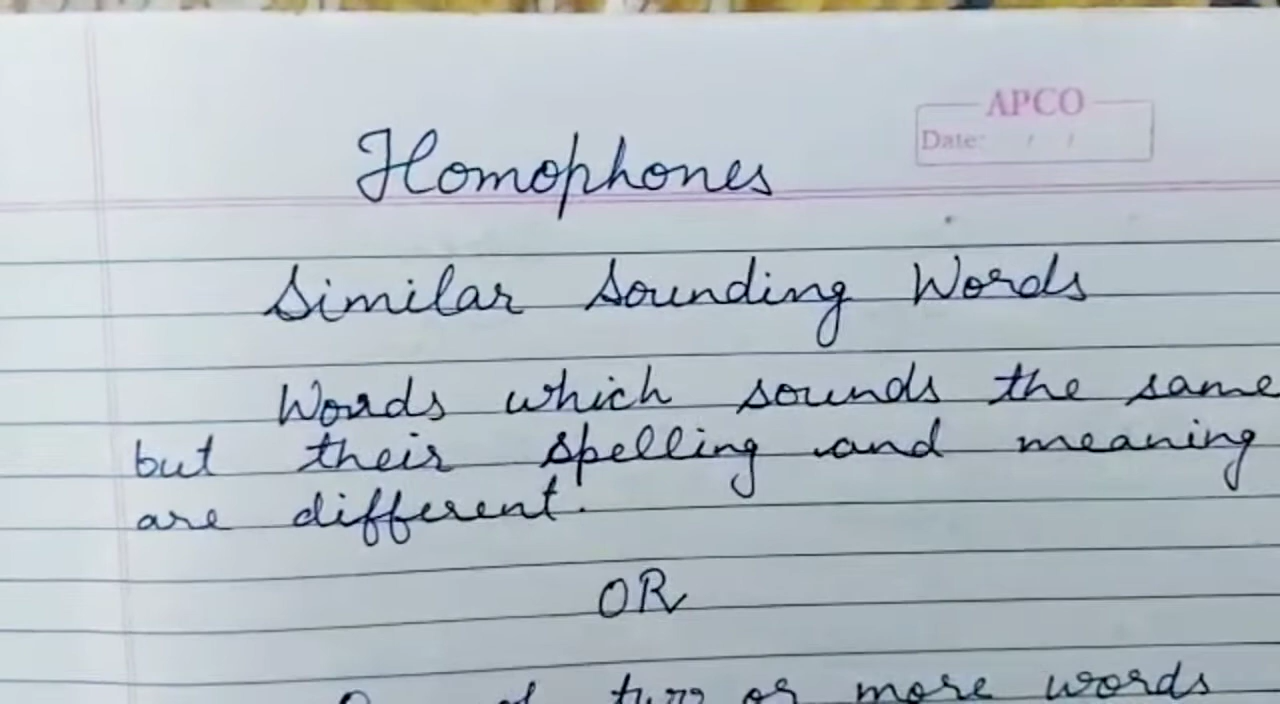 APCO
Date: / /
Homophones
Similar Sounding Words
Words which sounds the same
but their spelling and meaning
are different.
OR
or more words